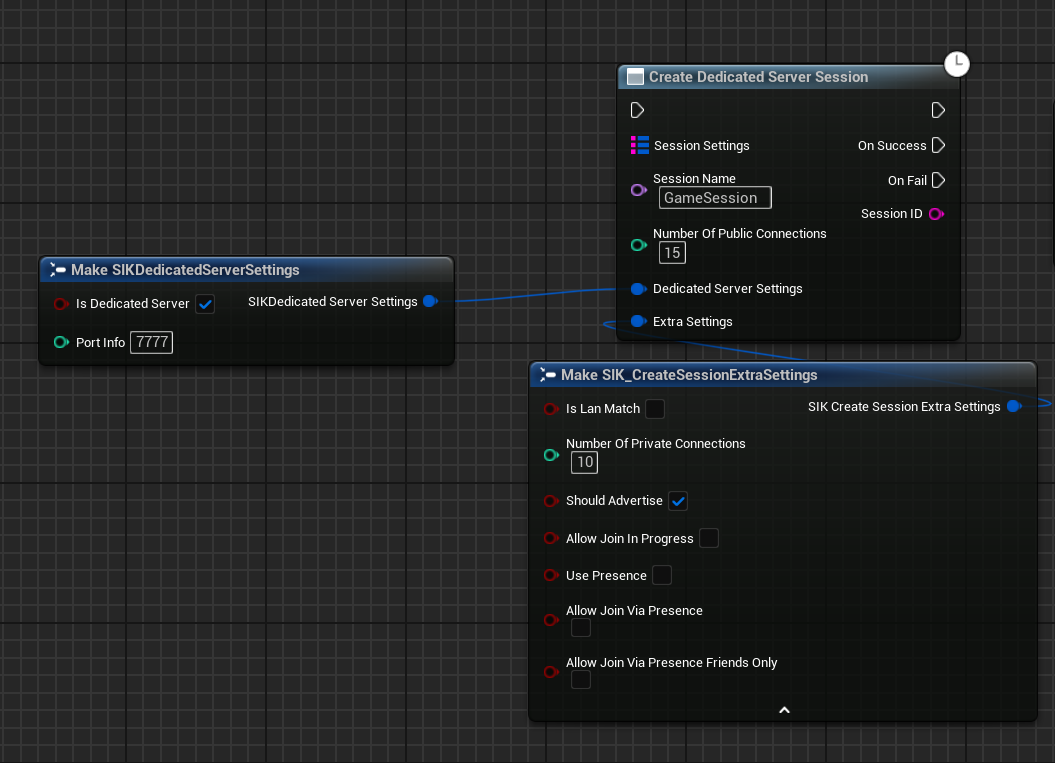 Create Dedicated Server Session
Session Settings
On Success
Session Name
GameSession
On Fail
Session ID
Number Of Public Connections
15
Dedicated Server Settings
Extra Settings
Make SIKDedicatedServerSettings
Is Dedicated Server
SIKDedicated Server Settings
Port Info 7777
Make SIK_CreateSessionExtraSettings
Is Lan Match
SIK Create Session Extra Settings
Number Of Private Connections
10
Should Advertise
Allow Join In Progress
Use Presence
Allow Join Via Presence
Allow Join Via Presence Friends Only